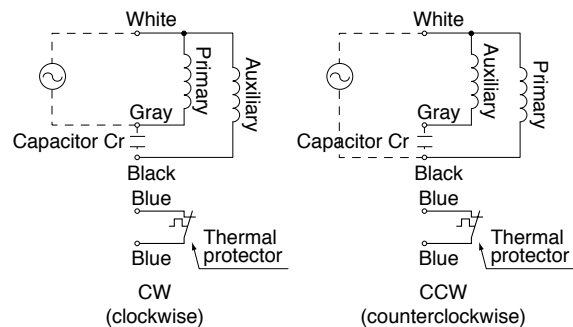 White
Primary
Auxiliary
Gray
Capacitor Cr
Black
Blue
Thermal
protector
Blue
CW
(clockwise)
White
Auxiliary
Primary
Gray
Capacitor Cr
Black
Blue
Thermal
protector
Blue
CCW
(counterclockwise)